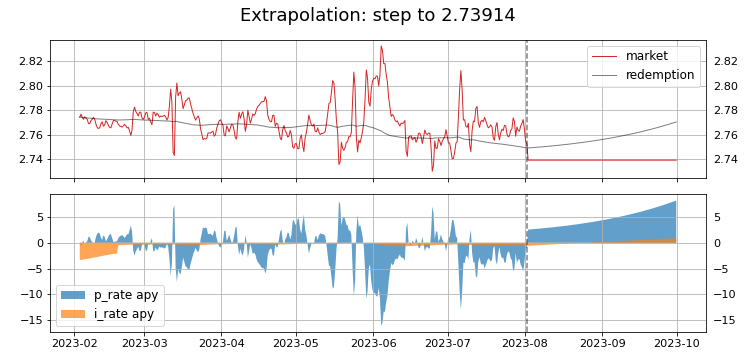 Extrapolation: step to 2.73914
2.82 2.82
2.80 2.80
2.78 2.78
2.76 2.76
2.74 2.74
market
redemption
5 5
0 0
−5 −5
−10 −10
−15 −15
p_rate apy
i_rate apy
2023-02 2023-03 2023-04 2023-05 2023-06 2023-07 2023-08 2023-09 2023-10